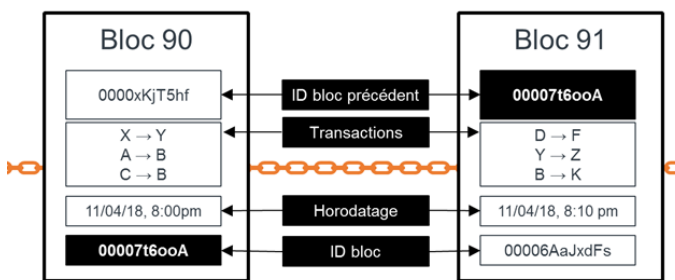 Bloc 90
Bloc 91
0000xKjT5hf
ID bloc précédent
00007t6ooA
X → Y
A → B
C → B
Transactions
D → F
Y → Z
B → K
11/04/18, 8:00pm
Horodatage
11/04/18, 8:10 pm
00007t6ooA
ID bloc
00006AaJxdFs